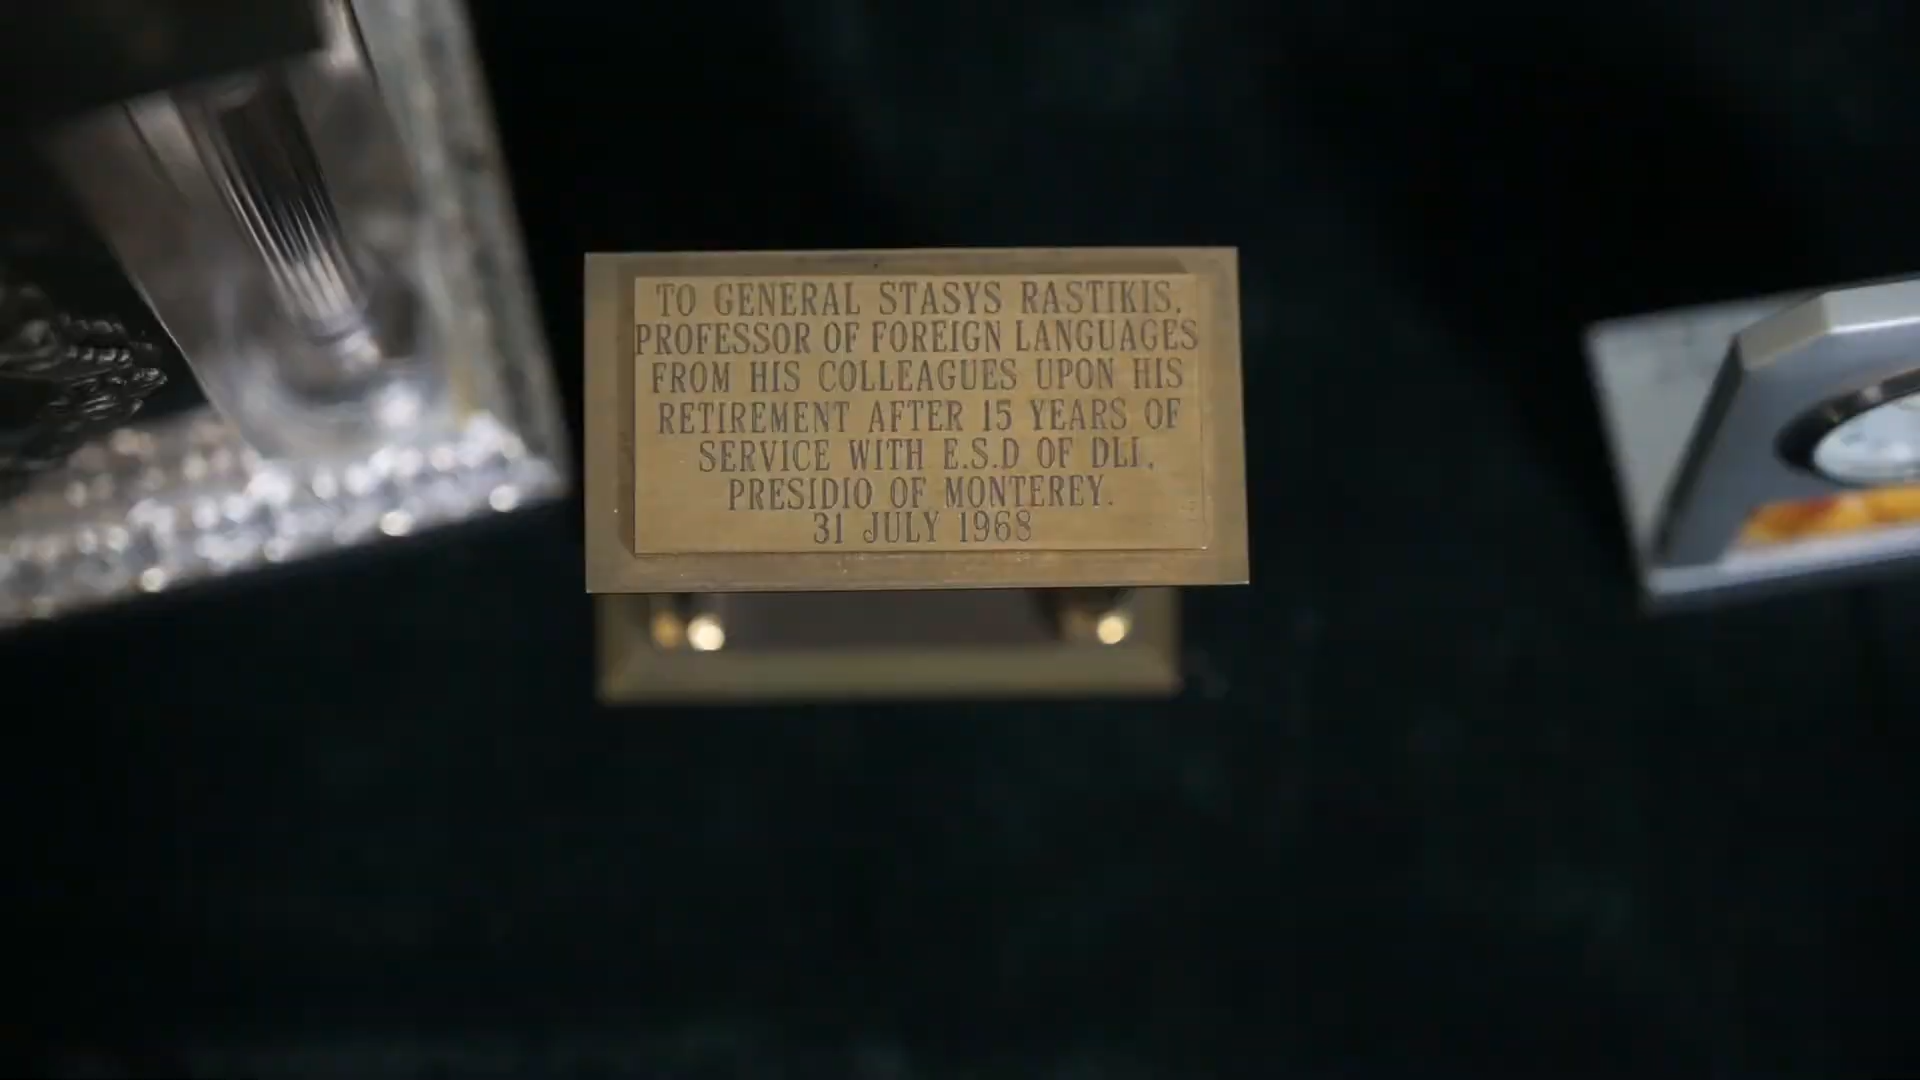 TO GENERAL STASYS RASTIKIS,
PROFESSOR OF FOREIGN LANGUAGES
FROM HIS COLLEAGUES UPON HIS
RETIREMENT AFTER 15 YEARS OF
SERVICE WITH E.S.D OF DLI,
PRESIDIO OF MONTEREY.
31 JULY 1968